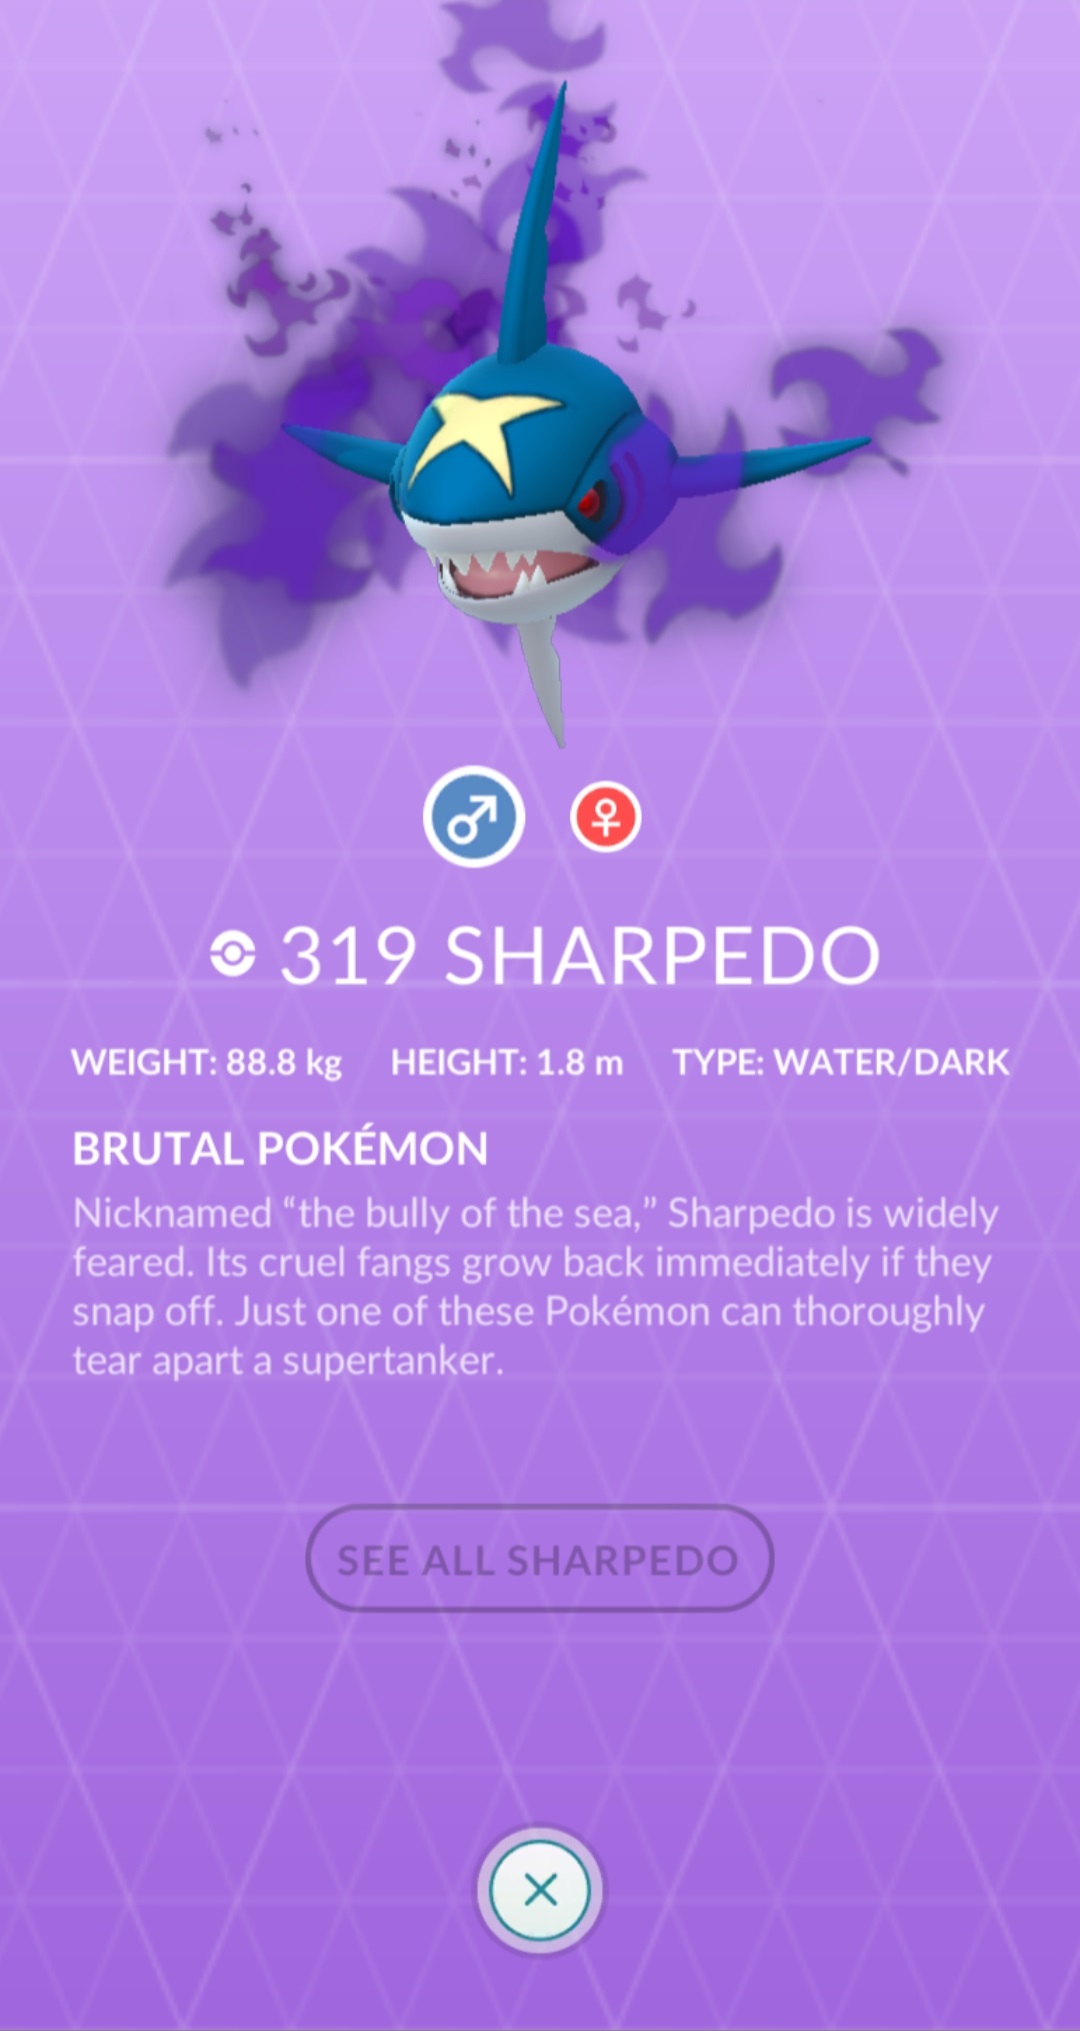 319 SHARPEDO
WEIGHT: 88.8 kg HEIGHT: 1.8 m TYPE: WATER/DARK
BRUTAL POKÉMON
Nicknamed “the bully of the sea,” Sharpedo is widely
feared. Its cruel fangs grow back immediately if they
snap off. Just one of these Pokémon can thoroughly
tear apart a supertanker.
SEE ALL SHARPEDO